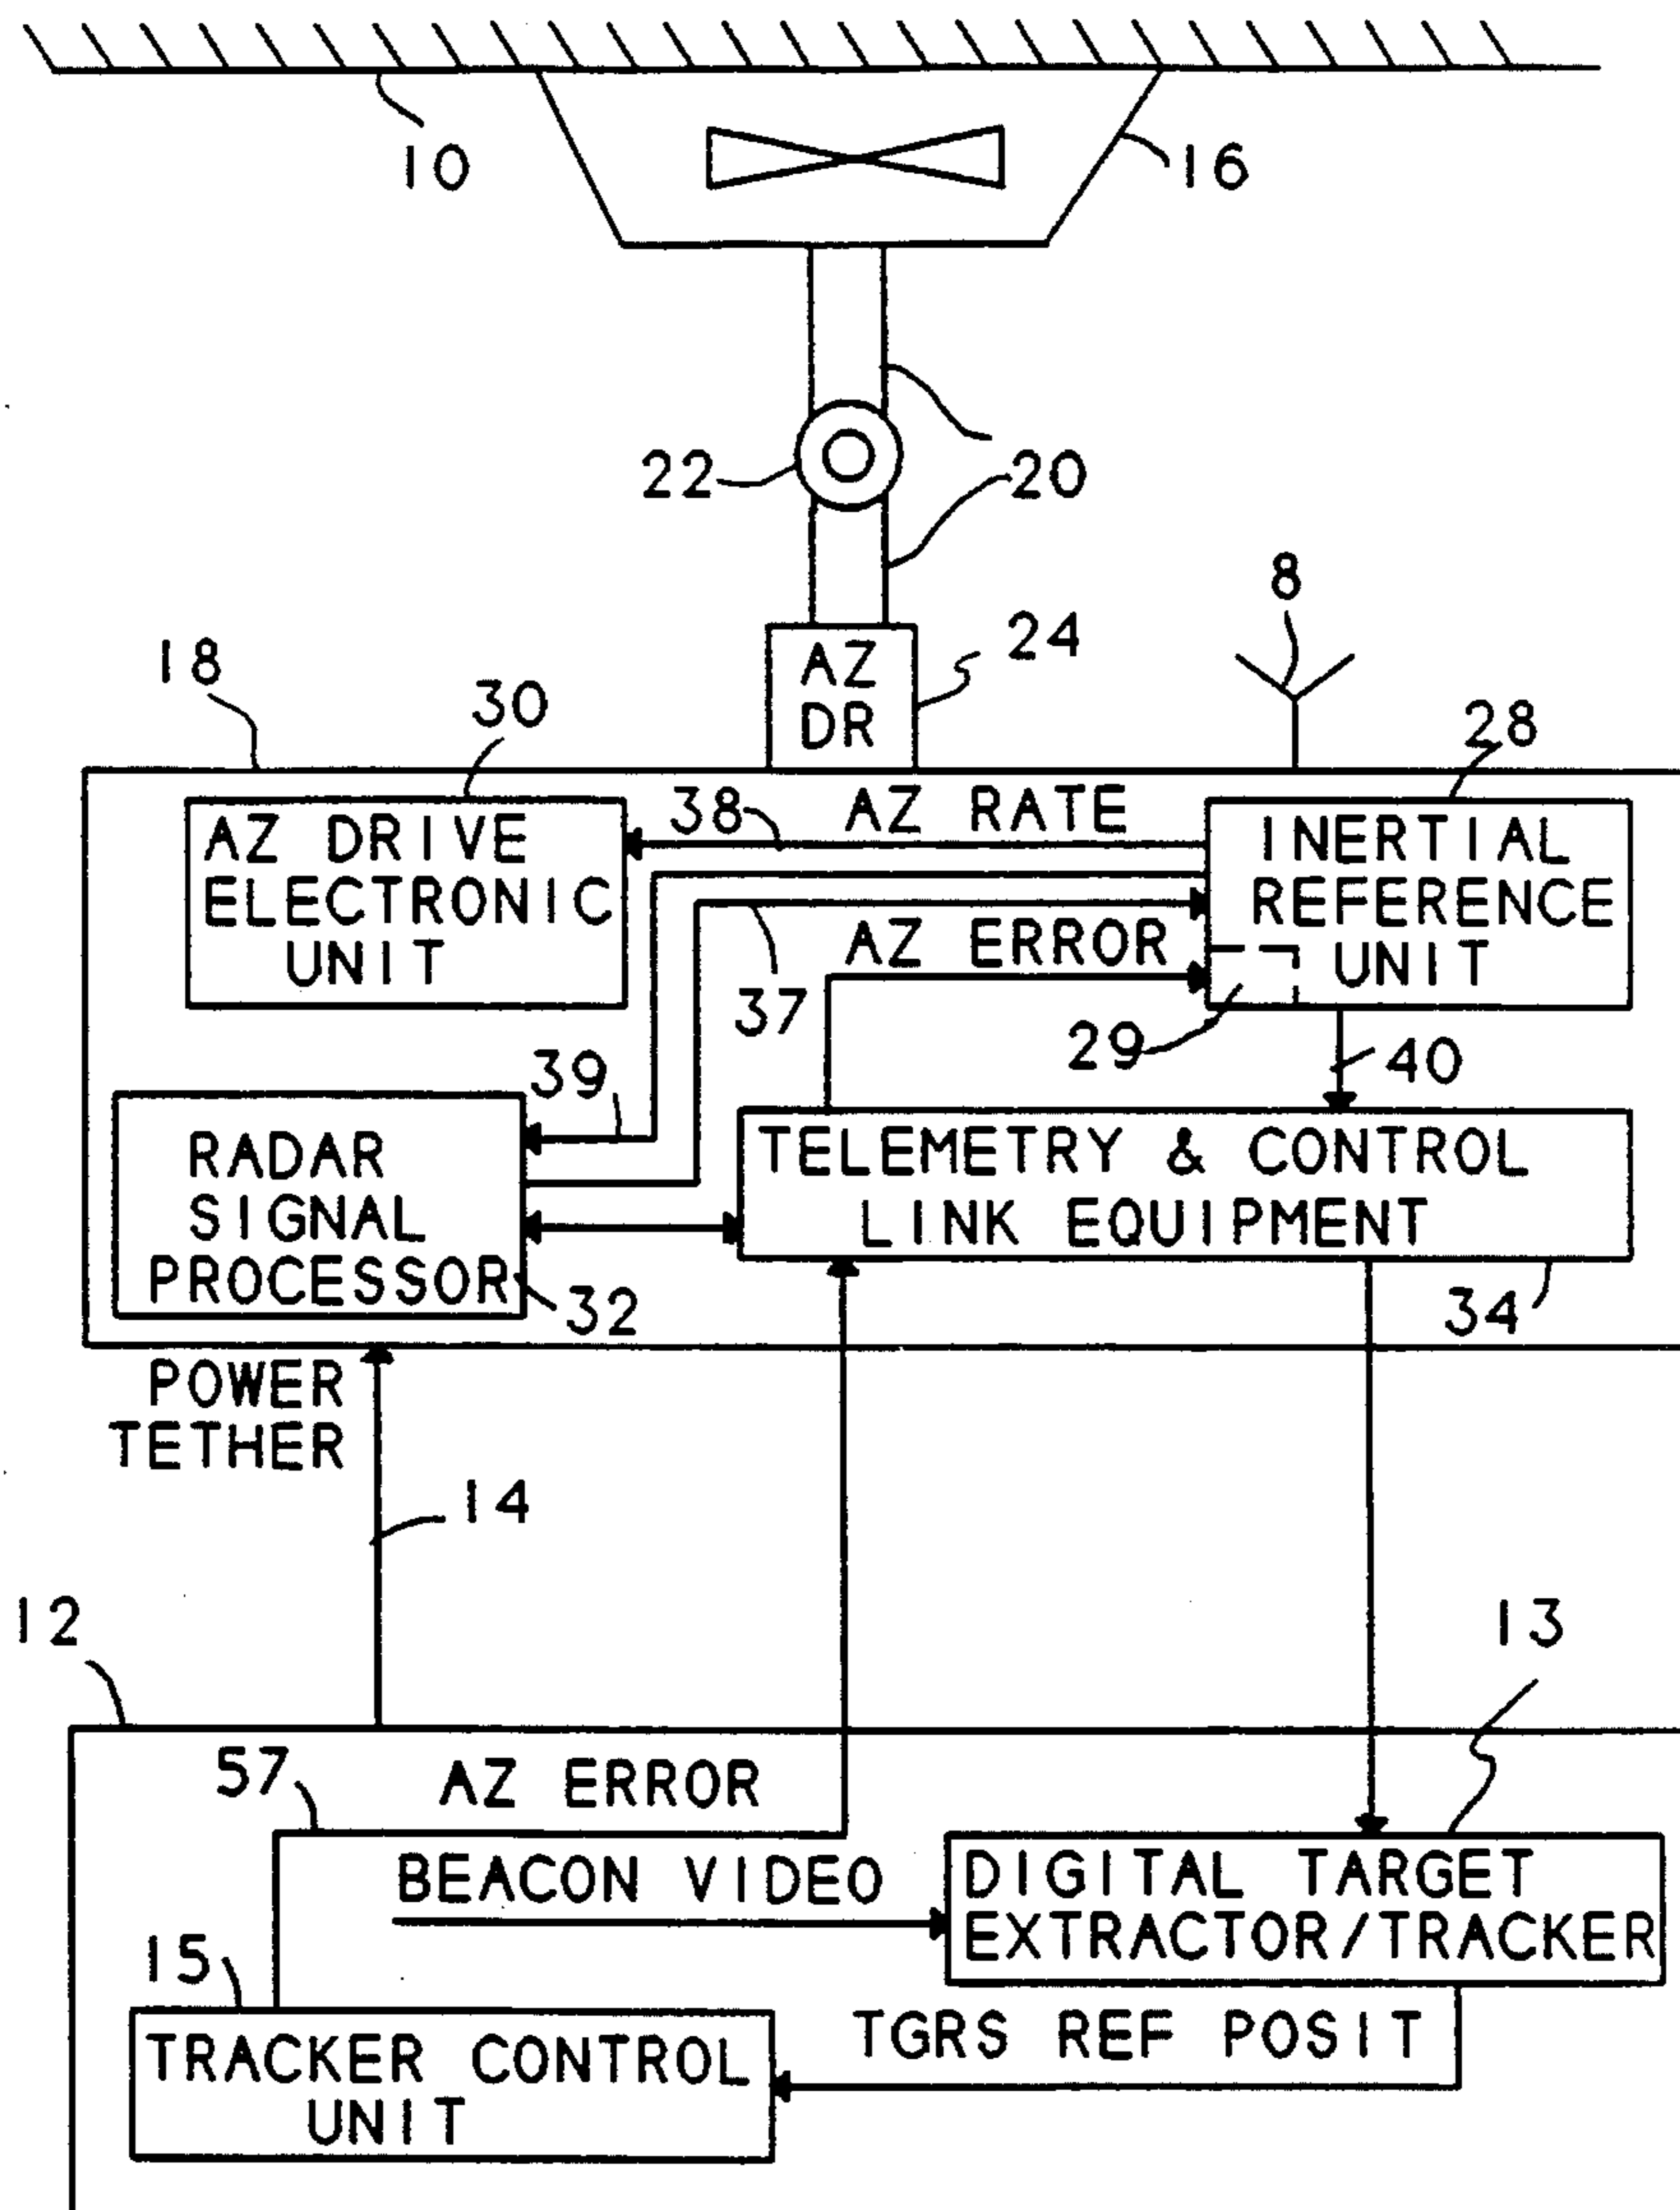 10
16
22
20
8
24
AZ
DR
18
30
28
38
AZ RATE
AZ DRIVE
ELECTRONIC
UNIT
INERTIAL
REFERENCE
UNIT
AZ ERROR
37
29
40
39
RADAR
SIGNAL
PROCESSOR
TELEMETRY & CONTROL
LINK EQUIPMENT
32
34
POWER
TETHER
14
12
13
57
AZ ERROR
BEACON VIDEO
DIGITAL TARGET
EXTRACTOR/TRACKER
15
TGRS REF POSIT
TRACKER CONTROL
UNIT